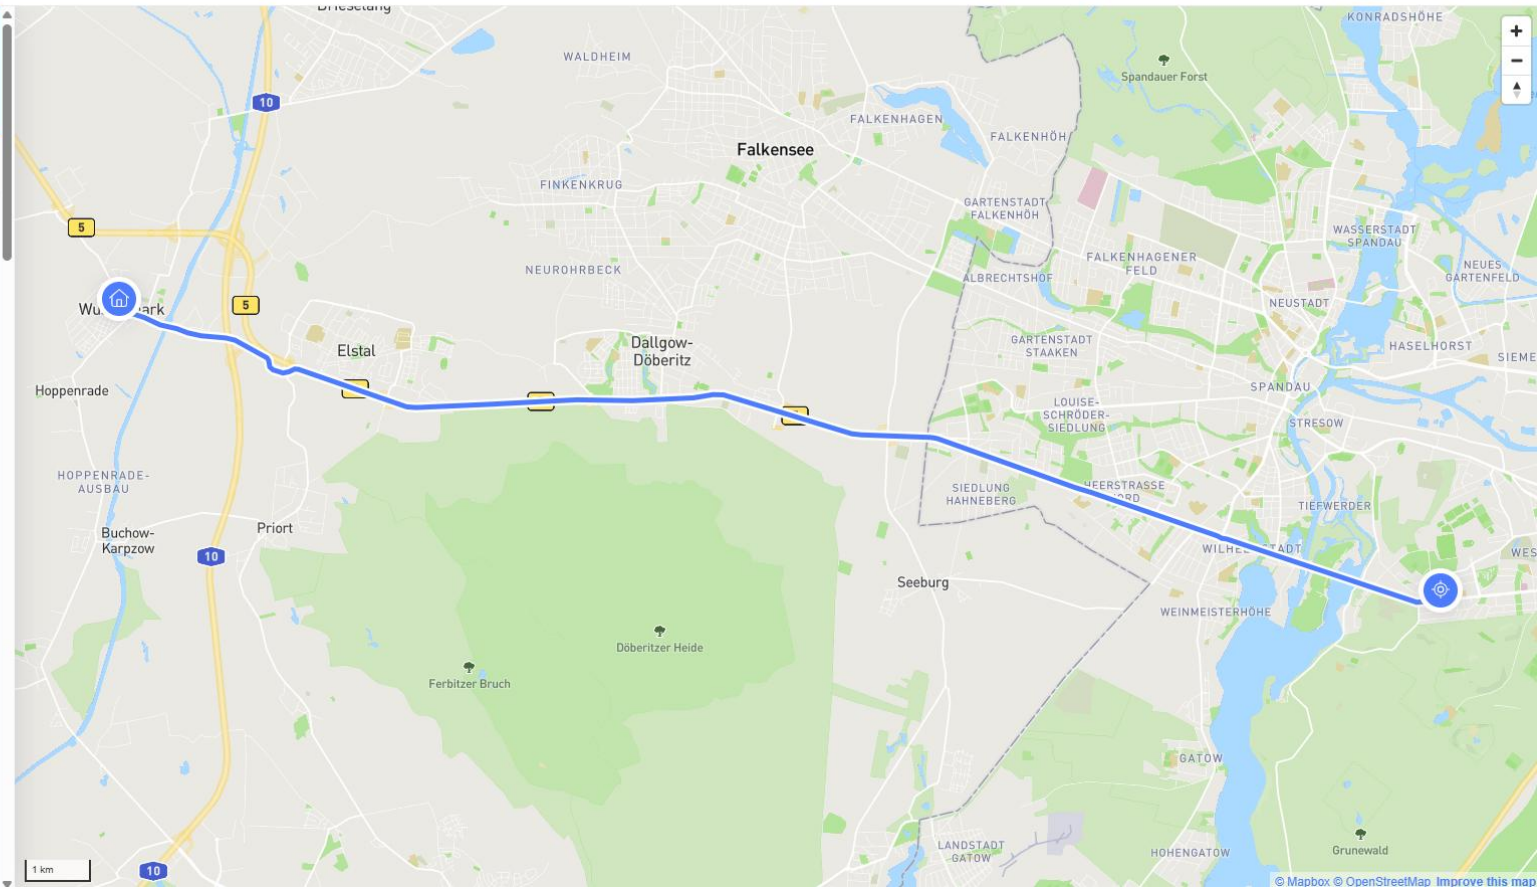 KONRADSHÖHE
WALDHEIM
Spandauer Forst
10
FALKENHAGEN
FALKENHÖH
Falkensee
FINKENKRUG
GARTENSTADT
FALKENHÖH
5
WASSERSTADT
SPANDAU
FALKENHAGENER
FELD
NEUROHRBECK
ALBRECHTSHOF
NEUES
GARTENFELD
5
NEUSTADT
Elstal
Dallgow-
Döberitz
GARTENSTADT
STAAKEN
HASELHORST
SIEME
Hoppenrade
SPANDAU
LOUISE-
SCHRÖDER-
SIEDLUNG
STRESOW
HOPPENRADE-
AUSBAU
SIEDLUNG
HAHNEBERG
HEERSTRASSE
TIEFWERDER
Buchow-
Karpzow
Priort
10
WES
Seeburg
WEINMEISTERHÖHE
Döberitzer Heide
Ferbitzer Bruch
GATOW
LANDSTADT
GATOW
HOHENGATOW
Grunewald
1 km
10
© Mapbox © OpenStreetMap Improve this map